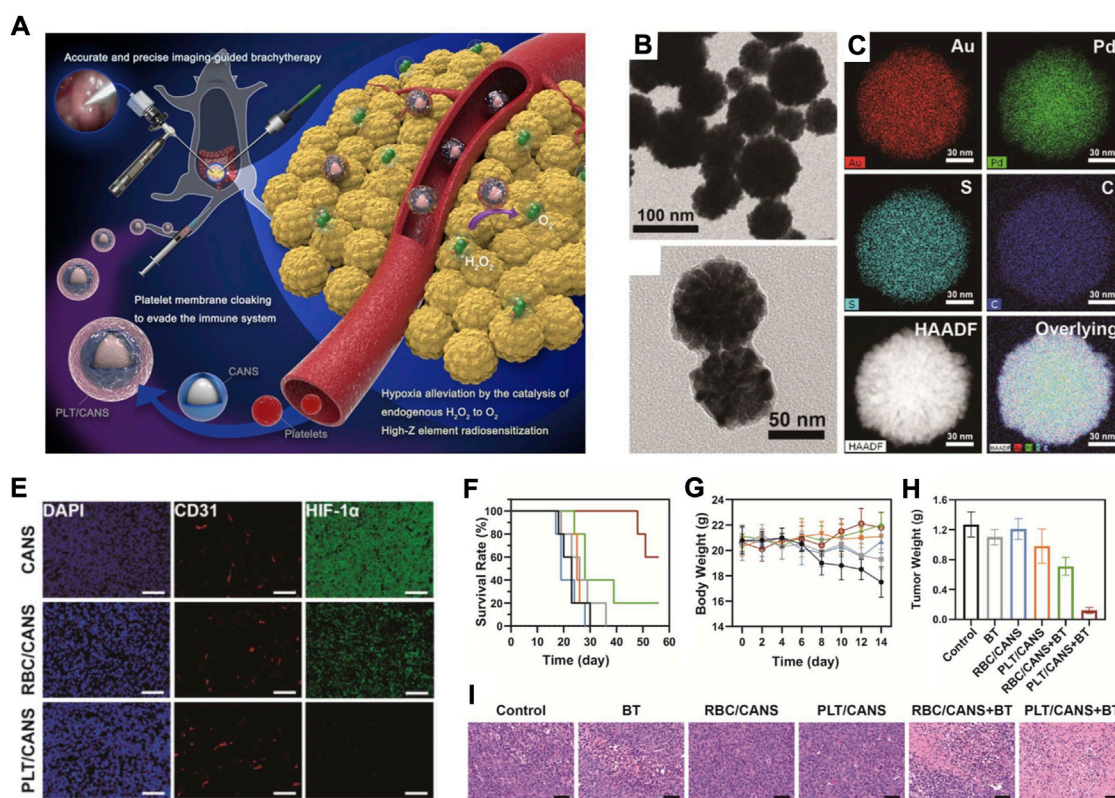 A
Accurate and precise imaging-guided brachytherapy
O₂
H₂O₂
Platelet membrane cloaking
to evade the immune system
CANS
PLT/CANS
Platelets
Hypoxia alleviation by the catalysis of
endogenous H₂O₂ to O₂
High-Z element radiosensitization
B
100 nm
50 nm
C
Au
Au
30 nm
Pd
Pd
30 nm
S
S
30 nm
C
C
30 nm
HAADF
HAADF
30 nm
Overlying
HAADF Au Pd S C
30 nm
E
DAPI
CD31
HIF-1α
CANS
RBC/CANS
PLT/CANS
F
Survival Rate (%)
100
80
60
40
20
0
0 10 20 30 40 50 60
Time (day)
G
Body Weight (g)
24
22
20
18
16
14
0 2 4 6 8 10 12 14
Time (day)
H
Tumor Weight (g)
1.6
1.2
0.8
0.4
0.0
Control
BT
RBC/CANS
PLT/CANS
RBC/CANS+BT
PLT/CANS+BT
I
Control
BT
RBC/CANS
PLT/CANS
RBC/CANS+BT
PLT/CANS+BT